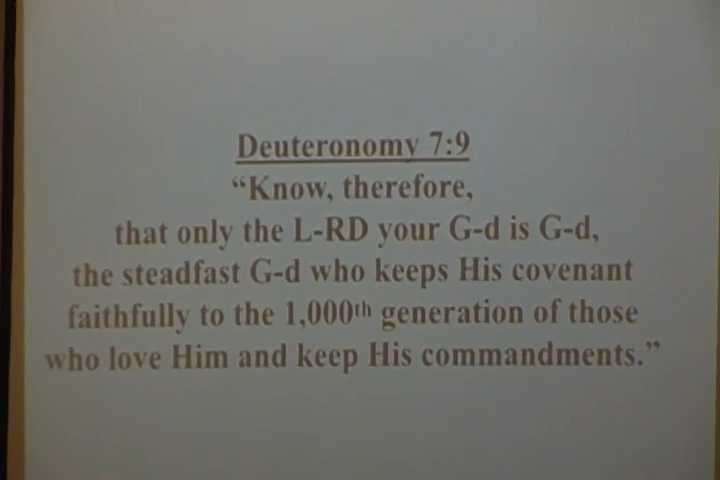 Deuteronomy 7:9
“Know, therefore,
that only the L-RD your G-d is G-d,
the steadfast G-d who keeps His covenant
faithfully to the 1,000th generation of those
who love Him and keep His commandments.”